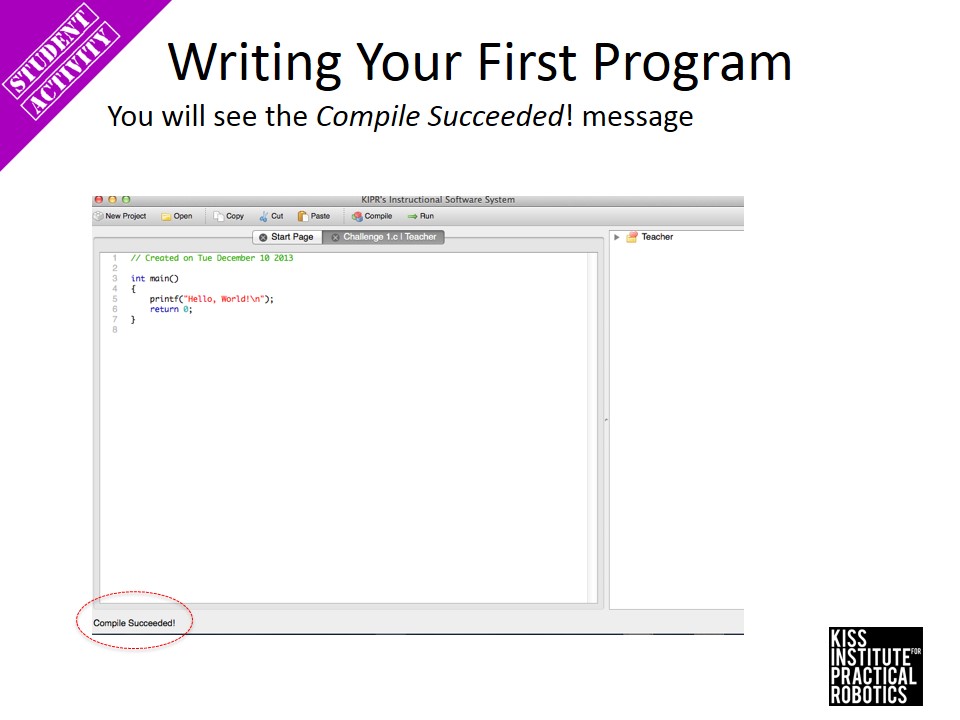 STUDENT
ACTIVITY
Writing Your First Program
You will see the Compile Succeeded! message
KIPR's Instructional Software System
New Project Open Copy Cut Paste Compile Run
Start Page Challenge 1.c | Teacher
Teacher
1 // Created on Tue December 10 2013
2
3 int main()
4 {
5 printf("Hello, World!\n");
6 return 0;
7 }
8
Compile Succeeded!
KISS
INSTITUTE FOR
PRACTICAL
ROBOTICS